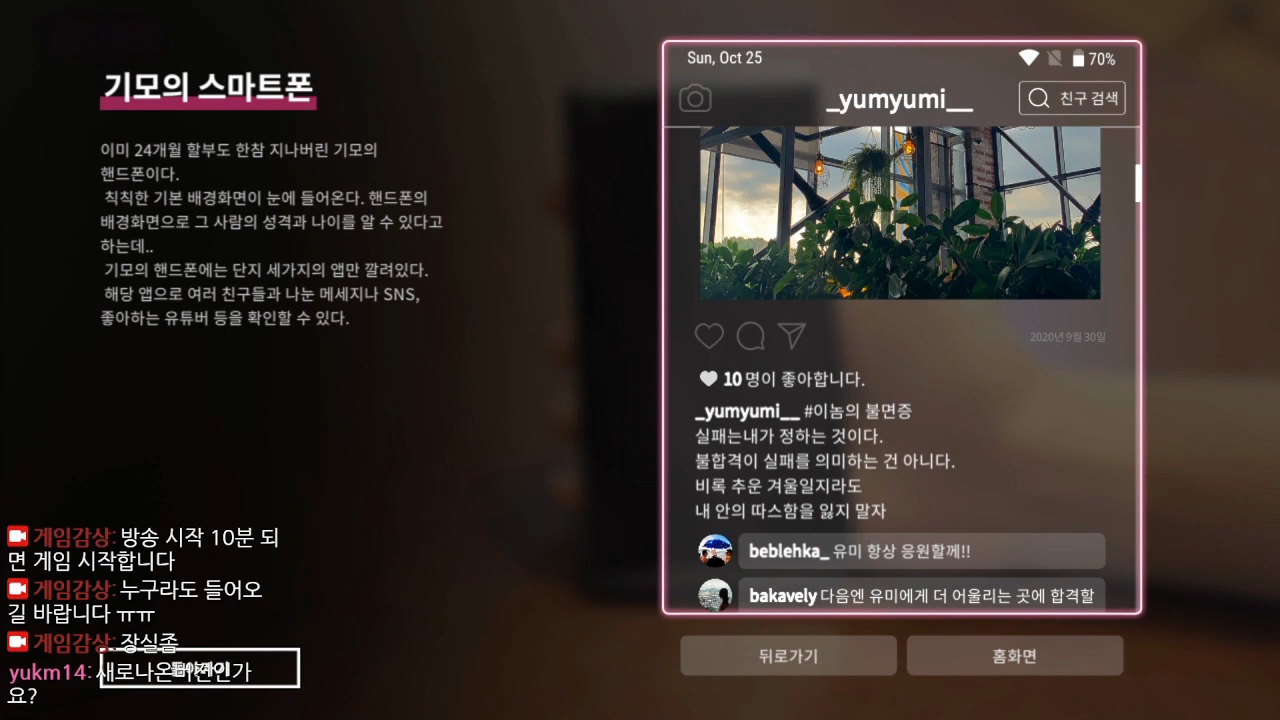 기모의 스마트폰
이미 24개월 할부도 한참 지나버린 기모의
핸드폰이다.
칙칙한 기본 배경화면이 눈에 들어온다. 핸드폰의
배경화면으로 그 사람의 성격과 나이를 알 수 있다고
하는데..
기모의 핸드폰에는 단지 세가지의 앱만 깔려있다.
해당 앱으로 여러 친구들과 나눈 메세지나 SNS,
좋아하는 유튜버 등을 확인할 수 있다.
게임감상: 방송 시작 10분 되
면 게임 시작합니다
게임감상: 누구라도 들어오
길 바랍니다 ㅠㅠ
게임감상: 장실좀
돌아가기
yukm14: 새로나온버전인가
요?
Sun, Oct 25
70%
_yumyumi__
친구 검색
2020년 9월 30일
10명이 좋아합니다.
_yumyumi__ #이놈의 불면증
실패는내가 정하는 것이다.
불합격이 실패를 의미하는 건 아니다.
비록 추운 겨울일지라도
내 안의 따스함을 잃지 말자
beblehka_ 유미 항상 응원할께!!
bakavely 다음엔 유미에게 더 어울리는 곳에 합격할
뒤로가기
홈화면